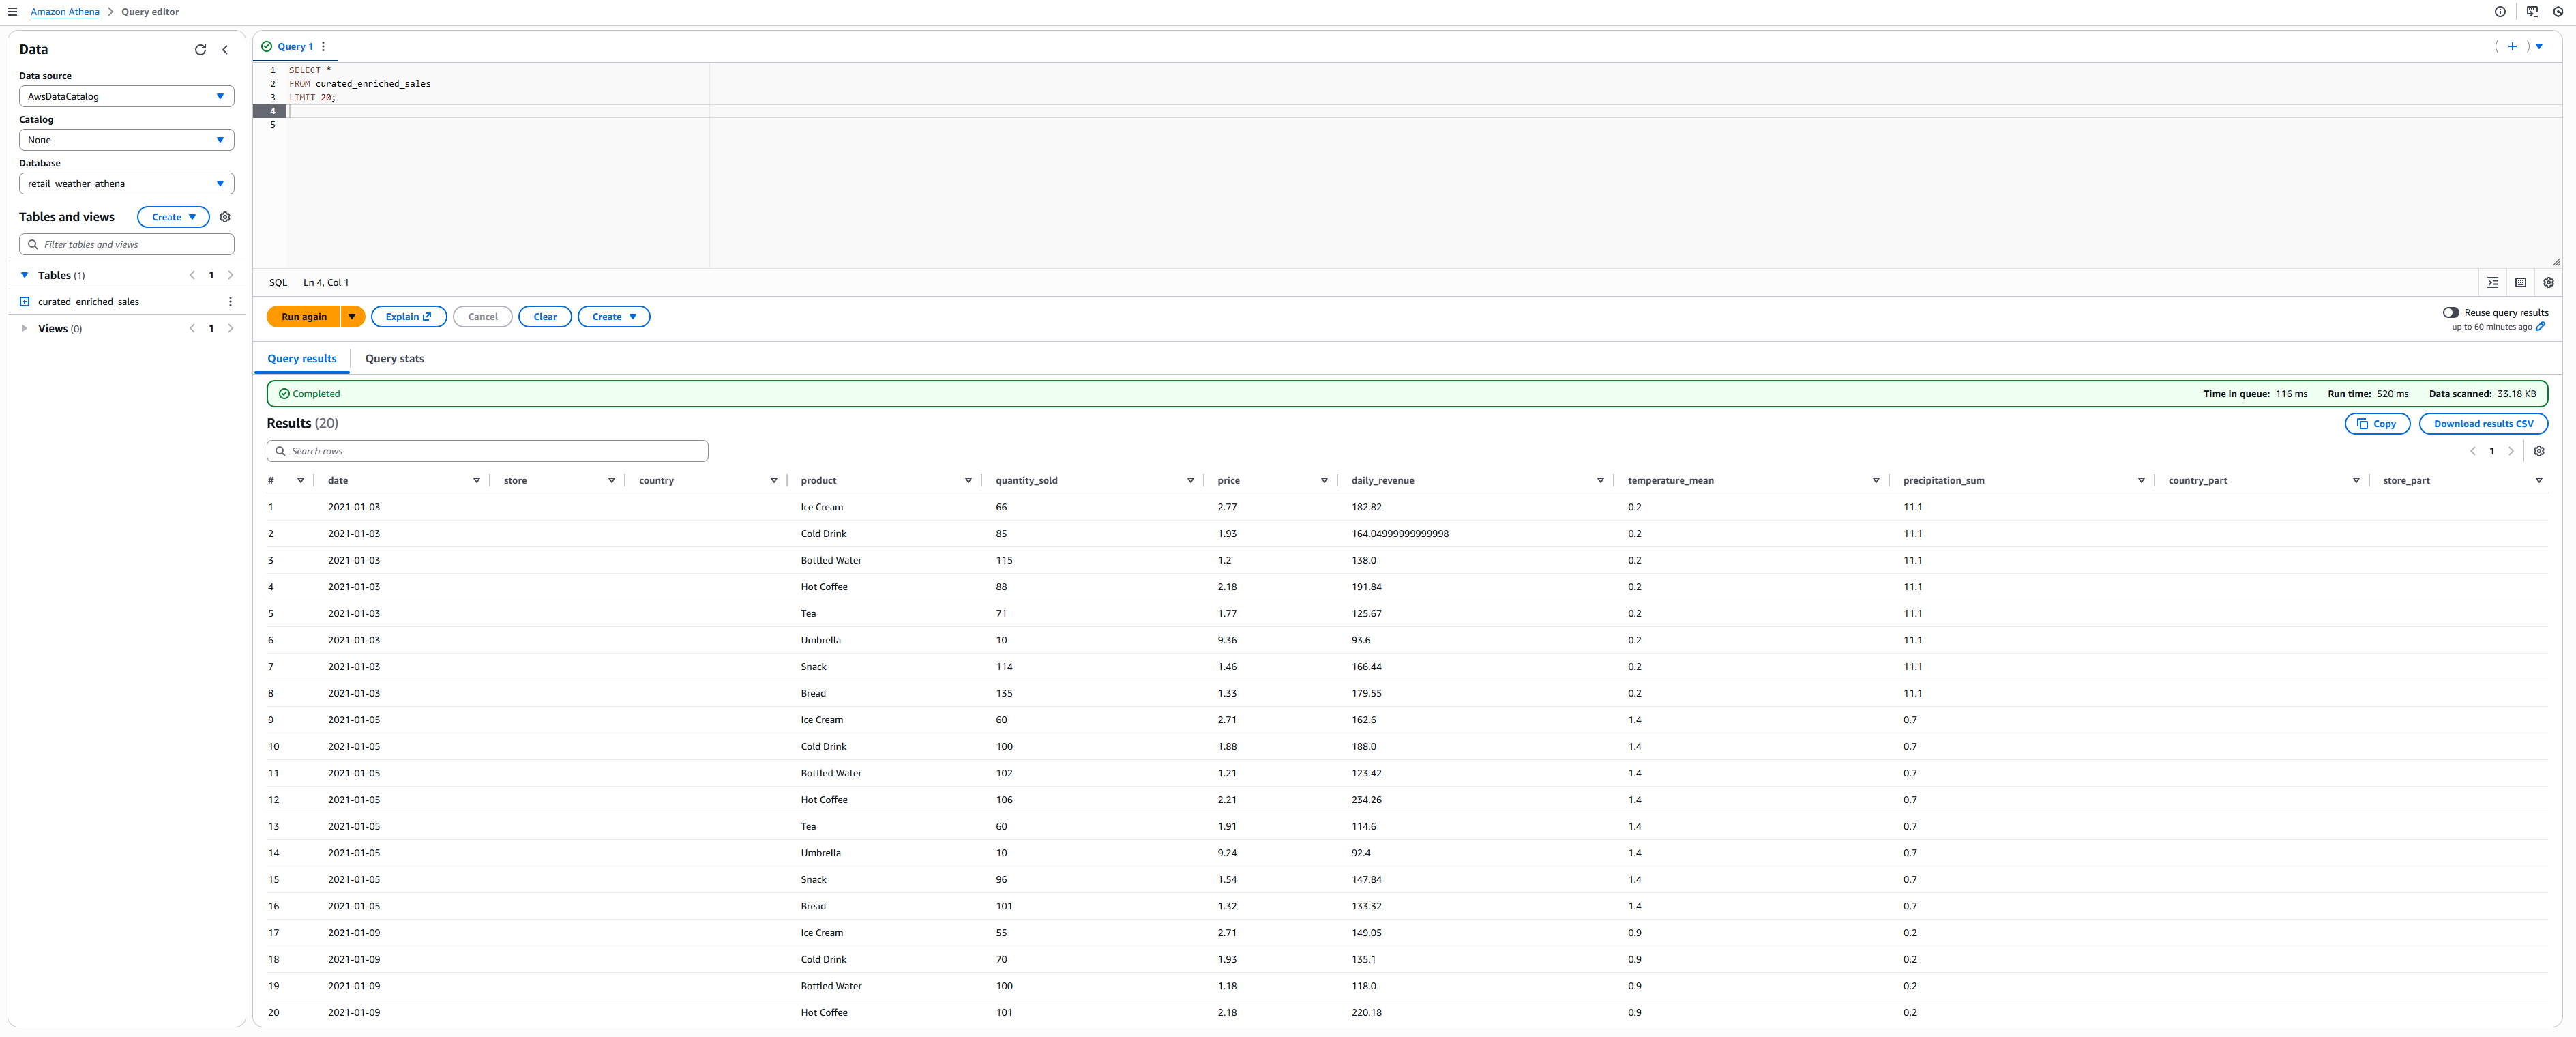 Amazon Athena > Query editor
Data
Data source
AwsDataCatalog
Catalog
None
Database
retail_weather_athena
Tables and views Create
Filter tables and views
Tables (1) < 1 >
curated_enriched_sales
Views (0) < 1 >
Query 1
1 SELECT *
2 FROM curated_enriched_sales
3 LIMIT 20;
4
5
SQL Ln 4, Col 1
Run again Explain Cancel Clear Create
Reuse query results
up to 60 minutes ago
Query results Query stats
Completed Time in queue: 116 ms Run time: 520 ms Data scanned: 33.18 KB
Results (20) Copy Download results CSV
Search rows < 1 >
# date store country product quantity_sold price daily_revenue temperature_mean precipitation_sum country_part store_part
1 2021-01-03 Ice Cream 66 2.77 182.82 0.2 11.1
2 2021-01-03 Cold Drink 85 1.93 164.04999999999998 0.2 11.1
3 2021-01-03 Bottled Water 115 1.2 138.0 0.2 11.1
4 2021-01-03 Hot Coffee 88 2.18 191.84 0.2 11.1
5 2021-01-03 Tea 71 1.77 125.67 0.2 11.1
6 2021-01-03 Umbrella 10 9.36 93.6 0.2 11.1
7 2021-01-03 Snack 114 1.46 166.44 0.2 11.1
8 2021-01-03 Bread 135 1.33 179.55 0.2 11.1
9 2021-01-05 Ice Cream 60 2.71 162.6 1.4 0.7
10 2021-01-05 Cold Drink 100 1.88 188.0 1.4 0.7
11 2021-01-05 Bottled Water 102 1.21 123.42 1.4 0.7
12 2021-01-05 Hot Coffee 106 2.21 234.26 1.4 0.7
13 2021-01-05 Tea 60 1.91 114.6 1.4 0.7
14 2021-01-05 Umbrella 10 9.24 92.4 1.4 0.7
15 2021-01-05 Snack 96 1.54 147.84 1.4 0.7
16 2021-01-05 Bread 101 1.32 133.32 1.4 0.7
17 2021-01-09 Ice Cream 55 2.71 149.05 0.9 0.2
18 2021-01-09 Cold Drink 70 1.93 135.1 0.9 0.2
19 2021-01-09 Bottled Water 100 1.18 118.0 0.9 0.2
20 2021-01-09 Hot Coffee 101 2.18 220.18 0.9 0.2